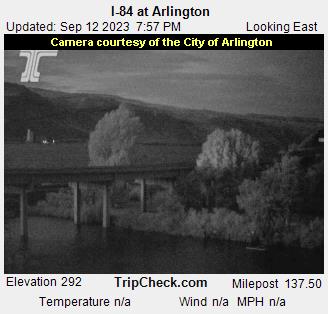 I-84 at Arlington
Updated: Sep 12 2023 7:57 PM Looking East
Camera courtesy of the City of Arlington
Elevation 292 TripCheck.com Milepost 137.50
Temperature n/a Wind n/a MPH n/a